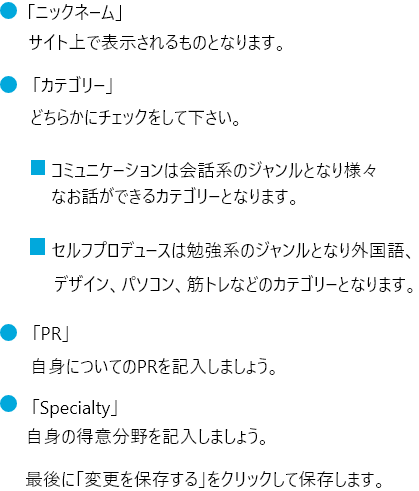 「ニックネーム」
サイト上で表示されるものとなります。
「カテゴリー」
どちらかにチェックをして下さい。
コミュニケーションは会話系のジャンルとなり様々
なお話ができるカテゴリーとなります。
セルフプロデュースは勉強系のジャンルとなり外国語、
デザイン、パソコン、筋トレなどのカテゴリーとなります。
「PR」
自身についてのPRを記入しましょう。
「Specialty」
自身の得意分野を記入しましょう。
最後に「変更を保存する」をクリックして保存します。